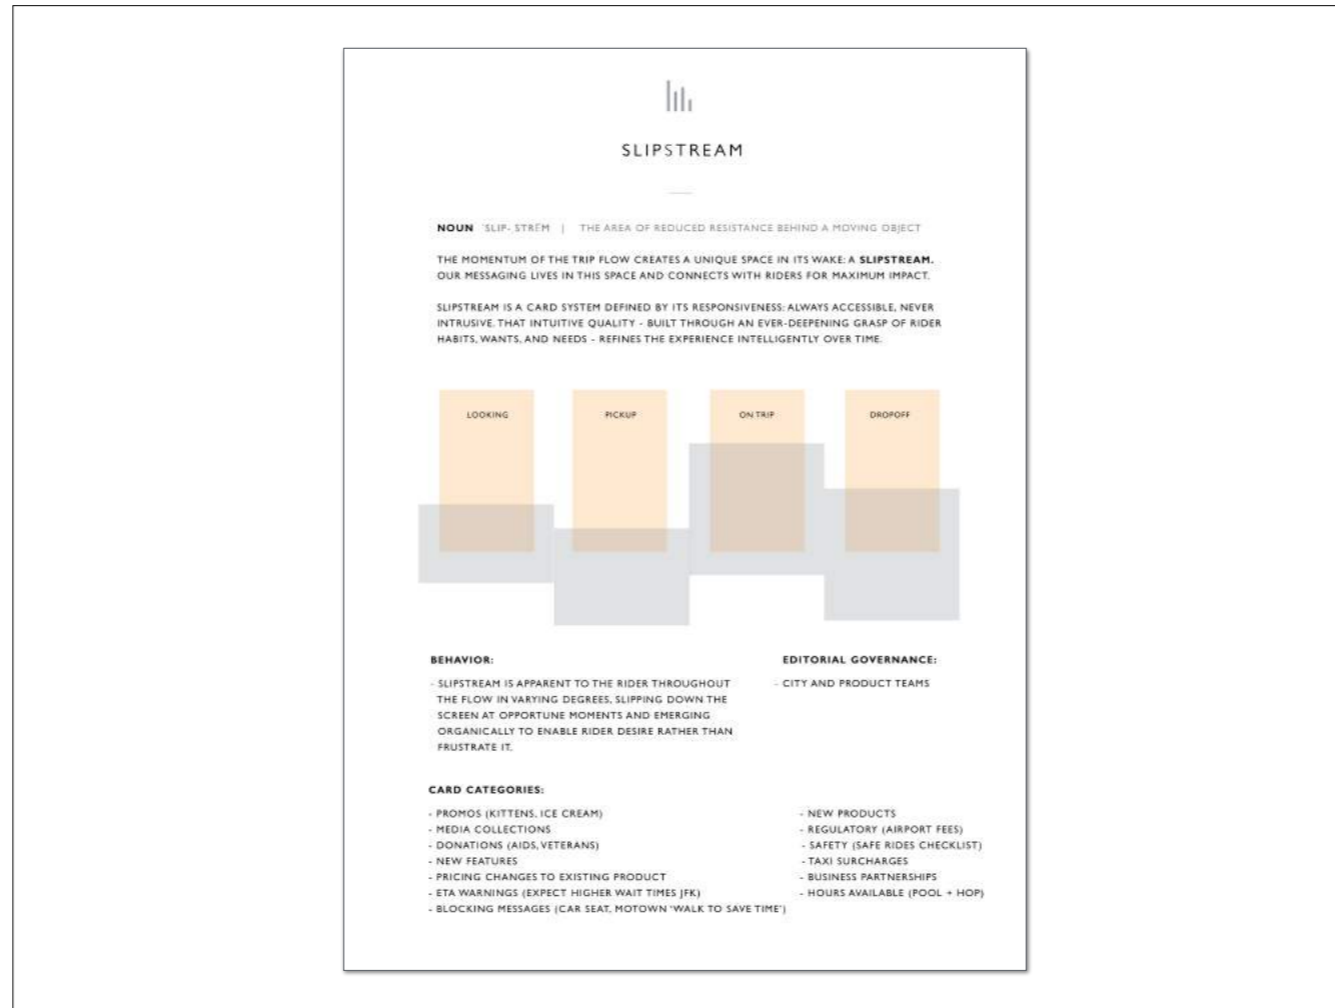 SLIPSTREAM
NOUN 'SLIP- STRĒM | THE AREA OF REDUCED RESISTANCE BEHIND A MOVING OBJECT
THE MOMENTUM OF THE TRIP FLOW CREATES A UNIQUE SPACE IN ITS WAKE: A SLIPSTREAM.
OUR MESSAGING LIVES IN THIS SPACE AND CONNECTS WITH RIDERS FOR MAXIMUM IMPACT.
SLIPSTREAM IS A CARD SYSTEM DEFINED BY ITS RESPONSIVENESS: ALWAYS ACCESSIBLE, NEVER
INTRUSIVE. THAT INTUITIVE QUALITY - BUILT THROUGH AN EVER-DEEPENING GRASP OF RIDER
HABITS, WANTS, AND NEEDS - REFINES THE EXPERIENCE INTELLIGENTLY OVER TIME.
LOOKING PICKUP ON TRIP DROPOFF
BEHAVIOR:
- SLIPSTREAM IS APPARENT TO THE RIDER THROUGHOUT
THE FLOW IN VARYING DEGREES, SLIPPING DOWN THE
SCREEN AT OPPORTUNE MOMENTS AND EMERGING
ORGANICALLY TO ENABLE RIDER DESIRE RATHER THAN
FRUSTRATE IT.
EDITORIAL GOVERNANCE:
- CITY AND PRODUCT TEAMS
CARD CATEGORIES:
- PROMOS (KITTENS, ICE CREAM)
- MEDIA COLLECTIONS
- DONATIONS (AIDS, VETERANS)
- NEW FEATURES
- PRICING CHANGES TO EXISTING PRODUCT
- ETA WARNINGS (EXPECT HIGHER WAIT TIMES JFK)
- BLOCKING MESSAGES (CAR SEAT, MOTOWN 'WALK TO SAVE TIME')
- NEW PRODUCTS
- REGULATORY (AIRPORT FEES)
- SAFETY (SAFE RIDES CHECKLIST)
- TAXI SURCHARGES
- BUSINESS PARTNERSHIPS
- HOURS AVAILABLE (POOL + HOP)